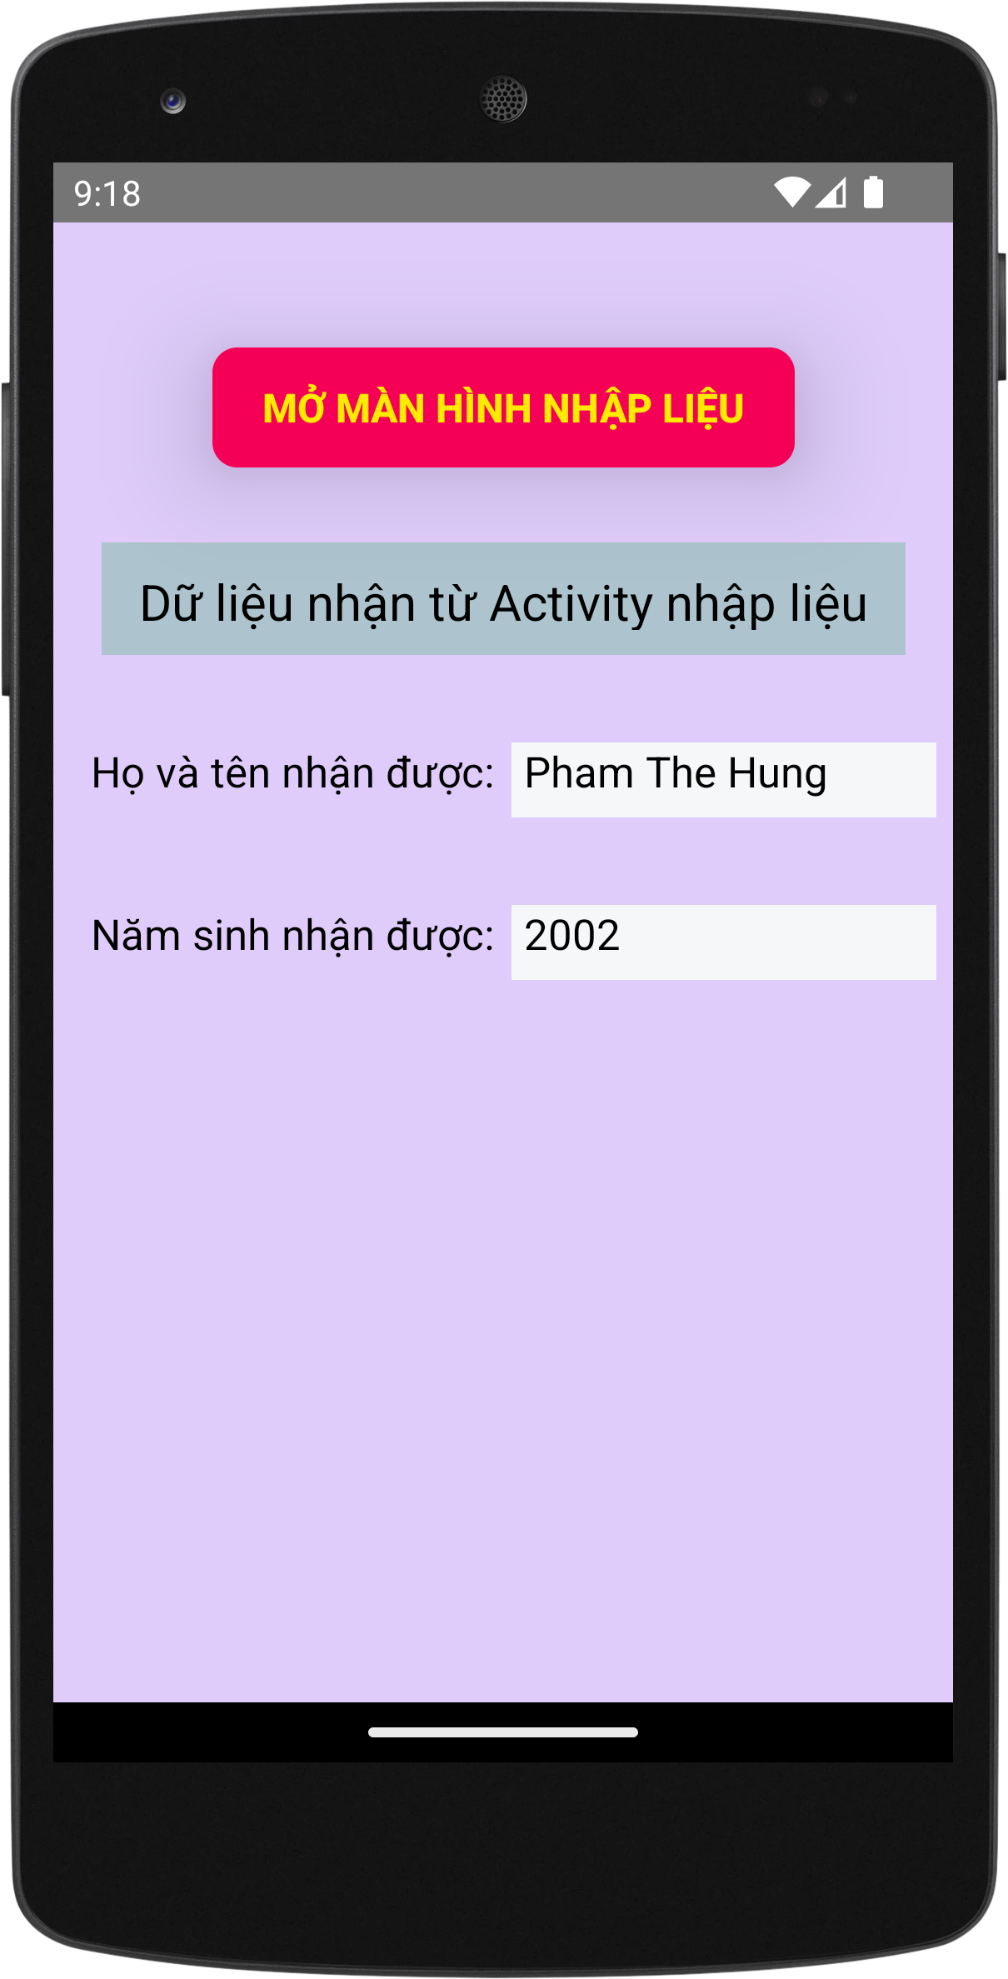 9:18
MỞ MÀN HÌNH NHẬP LIỆU
Dữ liệu nhận từ Activity nhập liệu
Họ và tên nhận được: Pham The Hung
Năm sinh nhận được: 2002